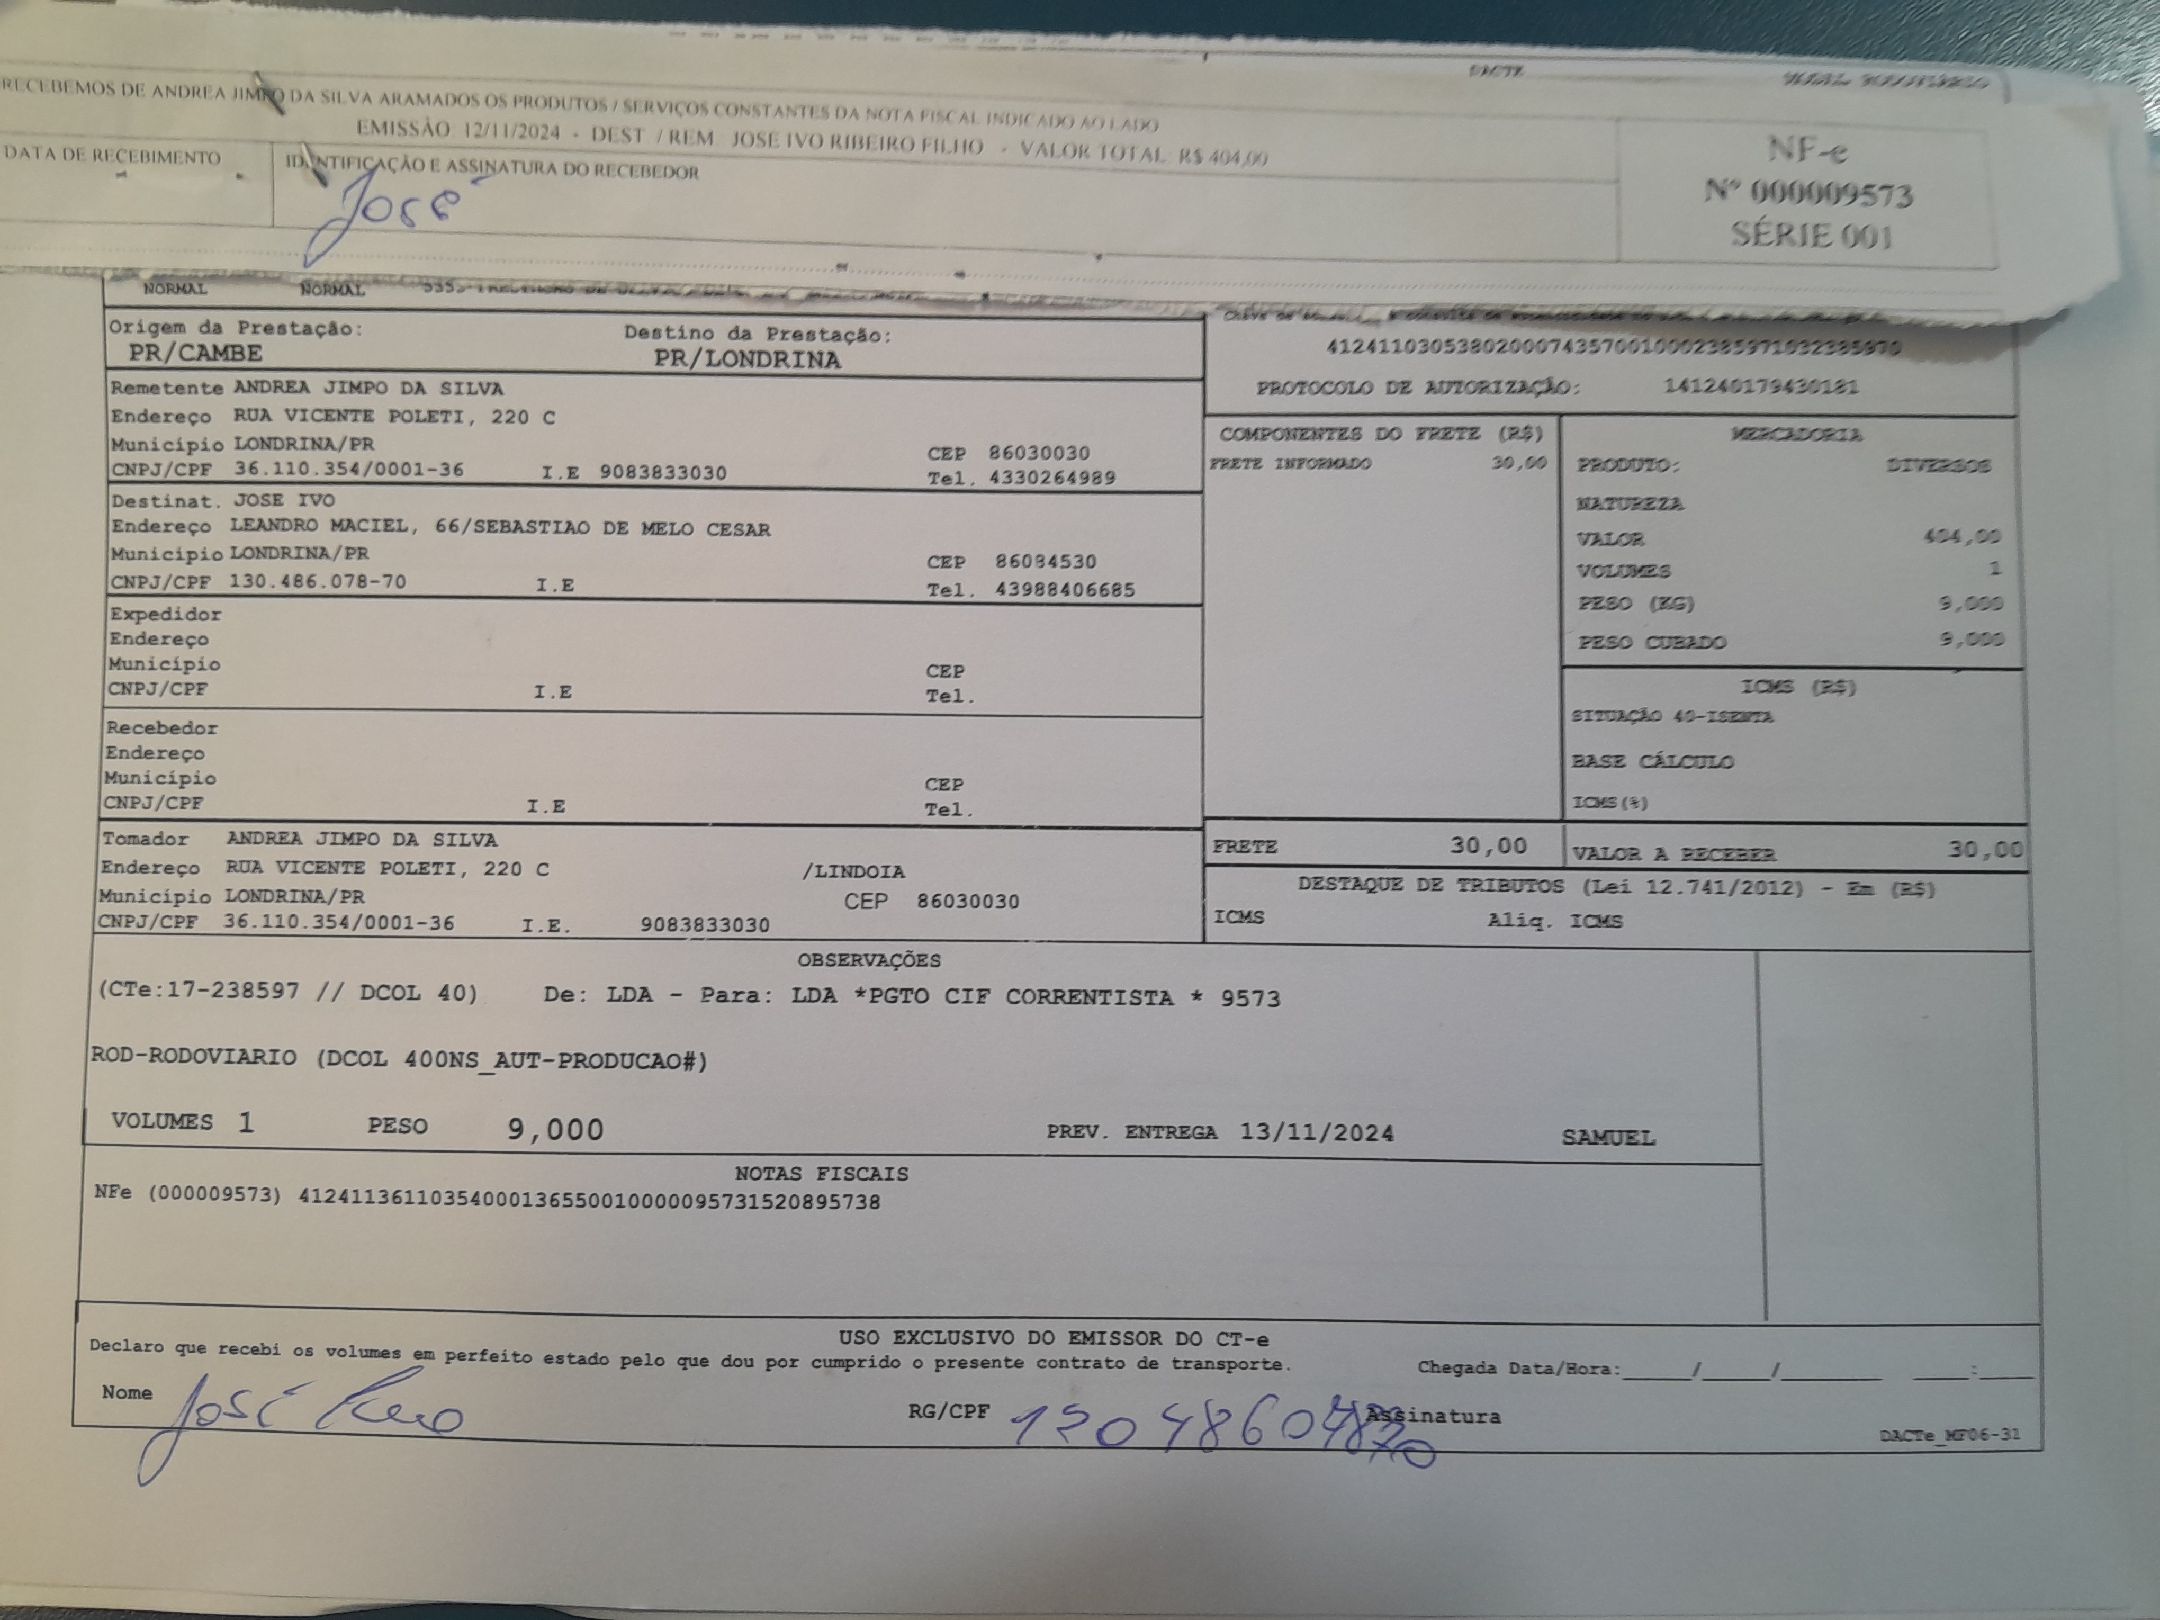 DACTE
RECEBEMOS DE ANDREA JIMPO DA SILVA ARAMADOS OS PRODUTOS / SERVIÇOS CONSTANTES DA NOTA FISCAL INDICADO AO LADO
EMISSÃO 12/11/2024 - DEST / REM JOSE IVO RIBEIRO FILHO - VALOR TOTAL R$ 404,00
DATA DE RECEBIMENTO
IDENTIFICAÇÃO E ASSINATURA DO RECEBEDOR
José
NF-e
Nº 000009573
SÉRIE 001
NORMAL NORMAL
Origem da Prestação: Destino da Prestação:
PR/CAMBE PR/LONDRINA
PROTOCOLO DE AUTORIZAÇÃO: 141240179430181
Remetente ANDREA JIMPO DA SILVA
Endereço RUA VICENTE POLETI, 220 C
Município LONDRINA/PR CEP 86030030
CNPJ/CPF 36.110.354/0001-36 I.E 9083833030 Tel. 4330264989
Destinat. JOSE IVO
Endereço LEANDRO MACIEL, 66/SEBASTIAO DE MELO CESAR
Município LONDRINA/PR CEP 86084530
CNPJ/CPF 130.486.078-70 I.E Tel. 43988406685
Expedidor
Endereço
Município CEP
CNPJ/CPF I.E Tel.
Recebedor
Endereço
Município CEP
CNPJ/CPF I.E Tel.
Tomador ANDREA JIMPO DA SILVA
Endereço RUA VICENTE POLETI, 220 C /LINDOIA
Município LONDRINA/PR CEP 86030030
CNPJ/CPF 36.110.354/0001-36 I.E. 9083833030
COMPONENTES DO FRETE (R$)
FRETE INFORMADO 30,00
MERCADORIA
PRODUTO: DIVERSOS
NATUREZA
VALOR 404,00
VOLUMES 1
PESO (KG) 9,000
PESO CUBADO 9,000
ICMS (R$)
SITUAÇÃO 40-ISENTA
BASE CÁLCULO
ICMS(%)
FRETE 30,00 VALOR A RECEBER 30,00
DESTAQUE DE TRIBUTOS (Lei 12.741/2012) - Em (R$)
ICMS Aliq. ICMS
OBSERVAÇÕES
(CTe:17-238597 // DCOL 40) De: LDA - Para: LDA *PGTO CIF CORRENTISTA * 9573
ROD-RODOVIARIO (DCOL 400NS_AUT-PRODUCAO#)
VOLUMES 1 PESO 9,000 PREV. ENTREGA 13/11/2024 SAMUEL
NOTAS FISCAIS
NFe (000009573) 41241136110354000136550010000095731520895738
USO EXCLUSIVO DO EMISSOR DO CT-e
Declaro que recebi os volumes em perfeito estado pelo que dou por cumprido o presente contrato de transporte. Chegada Data/Hora:_____/_____/_______ ____:____
Nome José RG/CPF Assinatura
DACTe_MF06-31